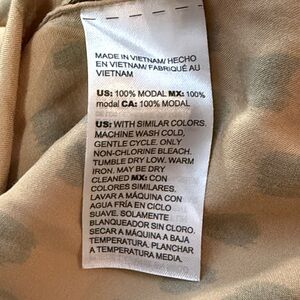 MADE IN VIETNAM/ HECHO
EN VIETNAM/ FABRIQUÉ AU
VIETNAM
US: 100% MODAL MX: 100%
modal CA: 100% MODAL
US: WITH SIMILAR COLORS.
MACHINE WASH COLD,
GENTLE CYCLE. ONLY
NON-CHLORINE BLEACH.
TUMBLE DRY LOW. WARM
IRON. MAY BE DRY
CLEANED MX: CON
COLORES SIMILARES.
LAVAR A MÁQUINA CON
AGUA FRÍA EN CICLO
SUAVE. SOLAMENTE
BLANQUEADOR SIN CLORO.
SECAR A MÁQUINA A BAJA
TEMPERATURA. PLANCHAR
A TEMPERATURA MEDIA.